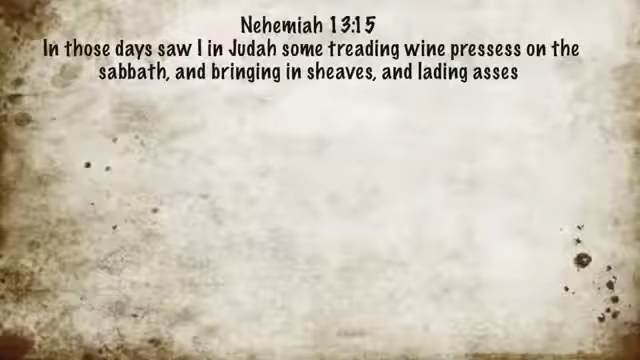 Nehemiah 13:15
In those days saw I in Judah some treading wine pressess on the
sabbath, and bringing in sheaves, and lading asses